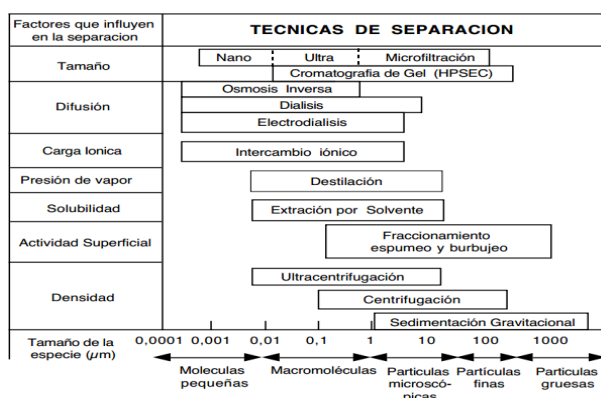 Factores que influyen
en la separacion
TECNICAS DE SEPARACION
Tamaño
Nano
Ultra
Microfiltración
Cromatografia de Gel (HPSEC)
Difusión
Osmosis Inversa
Dialisis
Electrodialisis
Carga Ionica
Intercambio iónico
Presión de vapor
Destilación
Solubilidad
Extración por Solvente
Actividad Superficial
Fraccionamiento
espumeo y burbujeo
Densidad
Ultracentrifugación
Centrifugación
Sedimentación Gravitacional
Tamaño de la
especie (µm)
0,0001 0,001 0,01 0,1 1 10 100 1000
Moleculas
pequeñas
Macromoléculas
Particulas
microscó-
picas
Partículas
finas
Particulas
gruesas